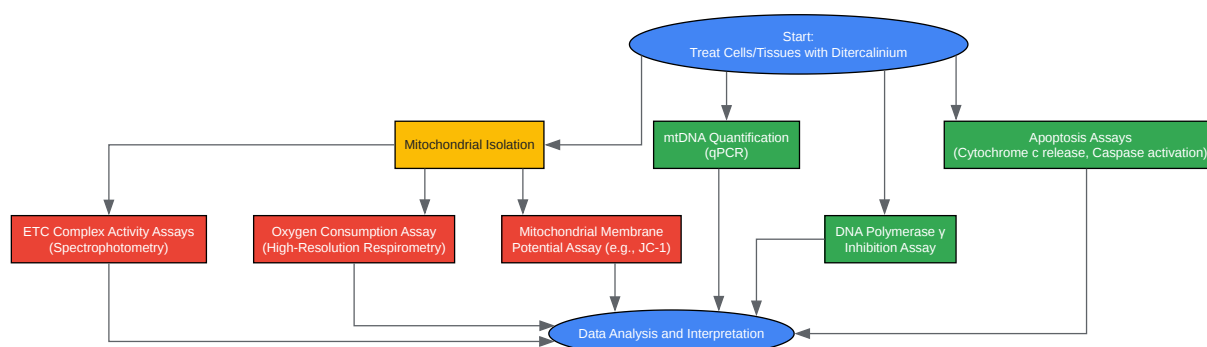 Start:
Treat Cells/Tissues with Ditercalinium
Mitochondrial Isolation
mtDNA Quantification
(qPCR)
Apoptosis Assays
(Cytochrome c release, Caspase activation)
ETC Complex Activity Assays
(Spectrophotometry)
Oxygen Consumption Assay
(High-Resolution Respirometry)
Mitochondrial Membrane
Potential Assay (e.g., JC-1)
DNA Polymerase γ
Inhibition Assay
Data Analysis and Interpretation